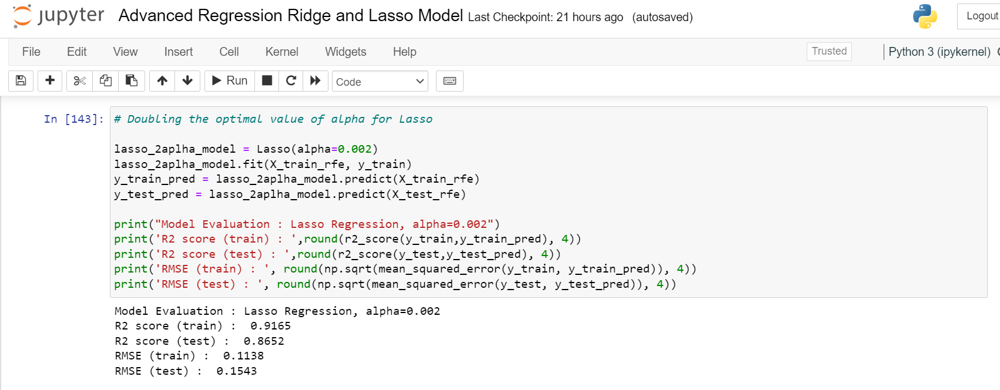 jupyter Advanced Regression Ridge and Lasso Model Last Checkpoint: 21 hours ago (autosaved) Logout
File Edit View Insert Cell Kernel Widgets Help Trusted Python 3 (ipykernel)
Run Code
In [143]: # Doubling the optimal value of alpha for Lasso
lasso_2aplha_model = Lasso(alpha=0.002)
lasso_2aplha_model.fit(X_train_rfe, y_train)
y_train_pred = lasso_2aplha_model.predict(X_train_rfe)
y_test_pred = lasso_2aplha_model.predict(X_test_rfe)
print("Model Evaluation : Lasso Regression, alpha=0.002")
print('R2 score (train) : ',round(r2_score(y_train,y_train_pred), 4))
print('R2 score (test) : ',round(r2_score(y_test,y_test_pred), 4))
print('RMSE (train) : ', round(np.sqrt(mean_squared_error(y_train, y_train_pred)), 4))
print('RMSE (test) : ', round(np.sqrt(mean_squared_error(y_test, y_test_pred)), 4))
Model Evaluation : Lasso Regression, alpha=0.002
R2 score (train) :  0.9165
R2 score (test) :  0.8652
RMSE (train) :  0.1138
RMSE (test) :  0.1543